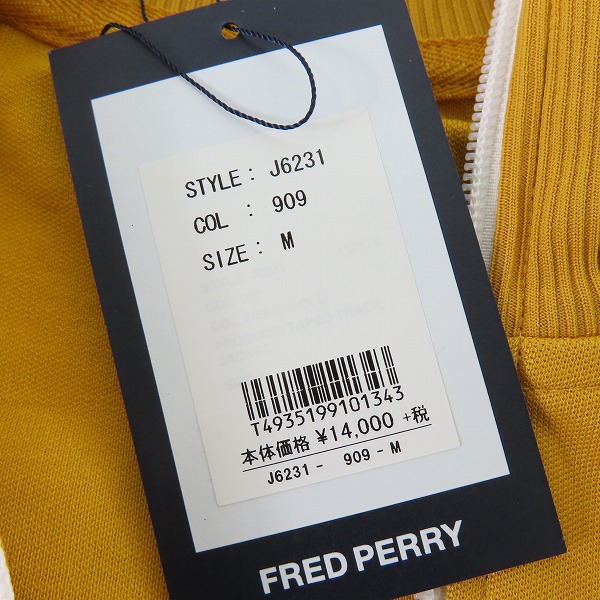 STYLE : J6231
COL : 909
SIZE : M
T4935199101343
本体価格 ¥14,000 +税
J6231 - 909 - M
FRED PERRY